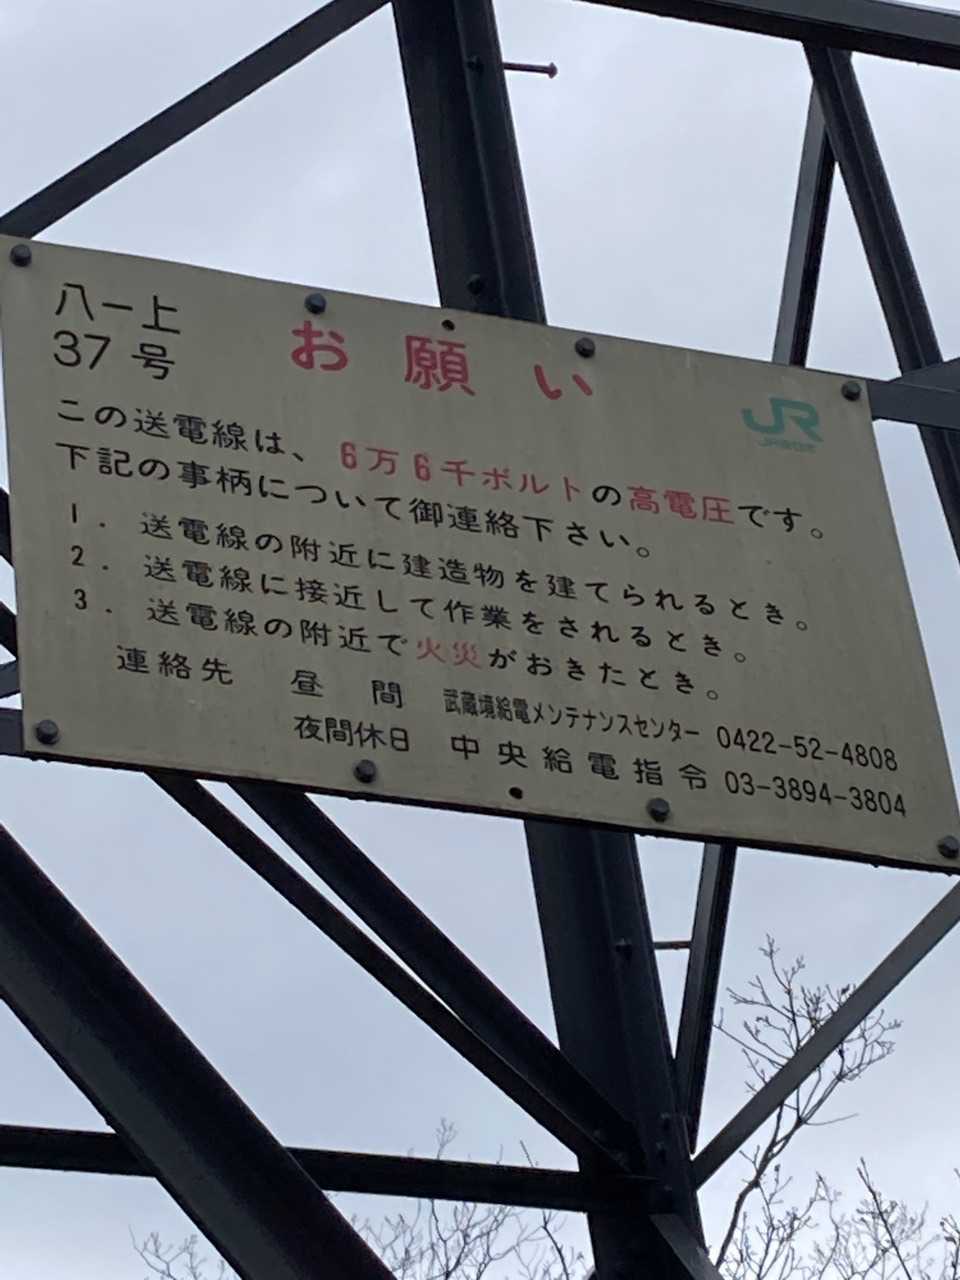 八一上
37号
お願い
JR
JR東日本
この送電線は、6万6千ボルトの高電圧です。
下記の事柄について御連絡下さい。
1. 送電線の附近に建造物を建てられるとき。
2. 送電線に接近して作業をされるとき。
3. 送電線の附近で火災がおきたとき。
連絡先 昼間 武蔵境給電メンテナンスセンター 0422-52-4808
夜間休日 中央給電指令 03-3894-3804